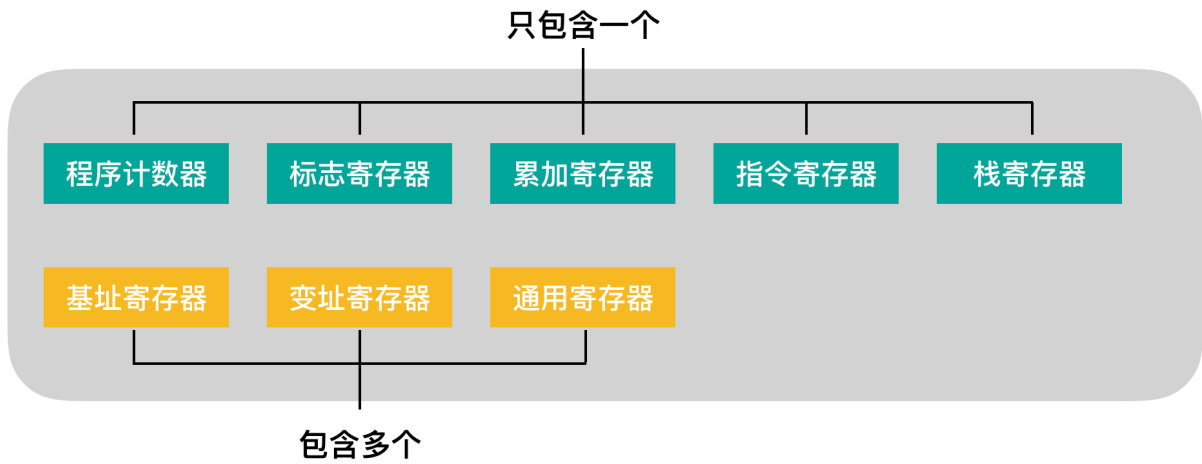 只包含一个
程序计数器 标志寄存器 累加寄存器 指令寄存器 栈寄存器
基址寄存器 变址寄存器 通用寄存器
包含多个